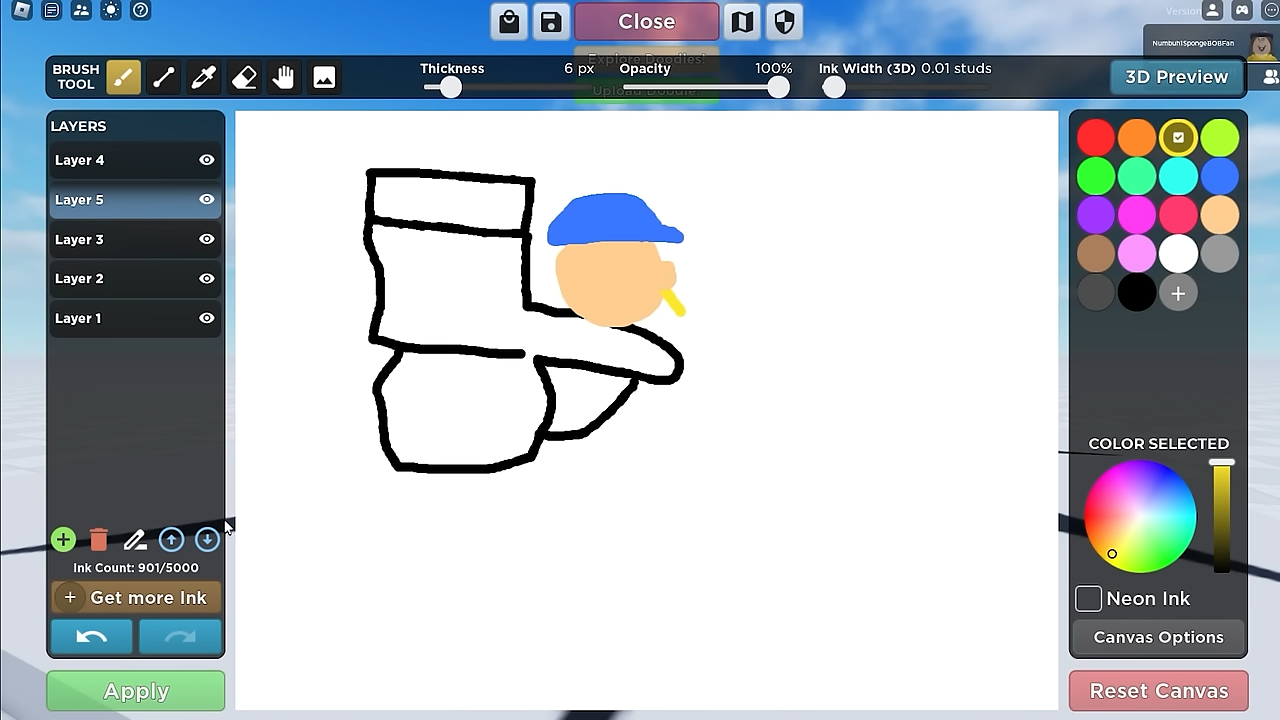 Close
Version
Explore Doodles!
NumbuhISpongeBOBFan
BRUSH
TOOL
Thickness
6 px
Opacity
100%
Ink Width (3D)
0.01 studs
Upload Doodle!
3D Preview
LAYERS
Layer 4
Layer 5
Layer 3
Layer 2
Layer 1
Ink Count: 901/5000
+ Get more Ink
Apply
COLOR SELECTED
Neon Ink
Canvas Options
Reset Canvas